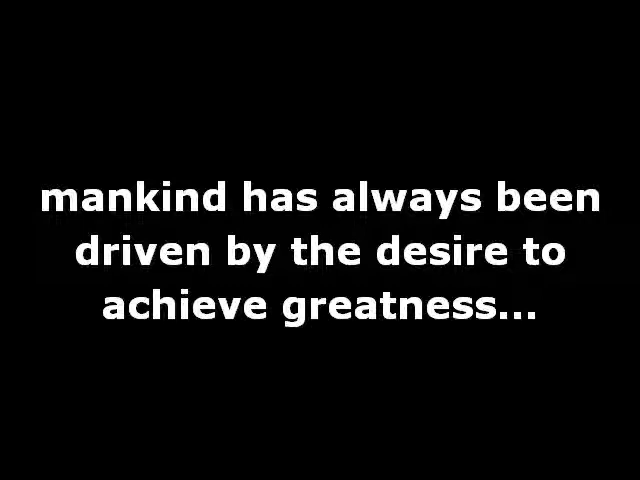 mankind has always been
driven by the desire to
achieve greatness...